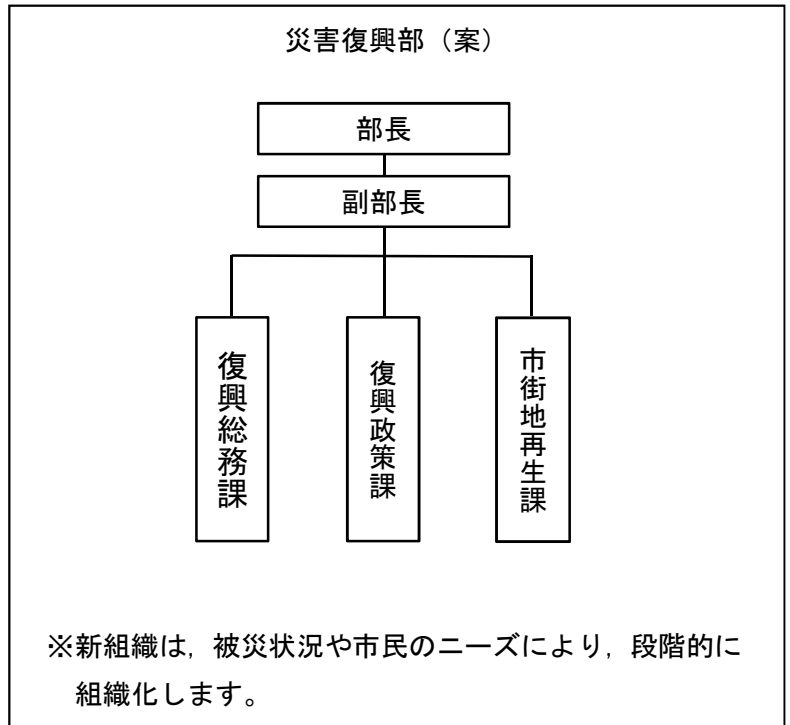 災害復興部（案）
部長
副部長
復興総務課
復興政策課
市街地再生課
※新組織は，被災状況や市民のニーズにより，段階的に
組織化します。